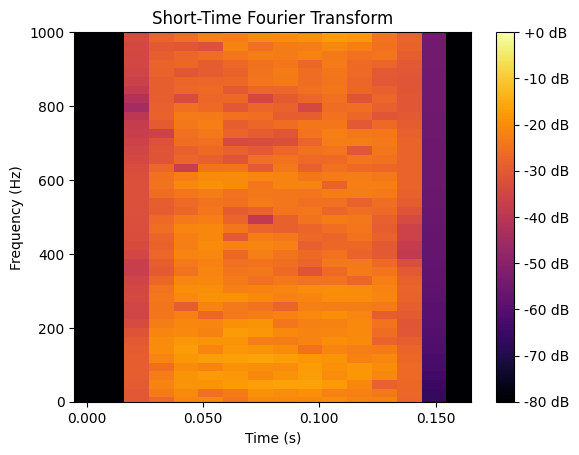 Short-Time Fourier Transform
1000
800
600
400
200
0
Frequency (Hz)
0.000
0.050
0.100
0.150
Time (s)
+0 dB
-10 dB
-20 dB
-30 dB
-40 dB
-50 dB
-60 dB
-70 dB
-80 dB